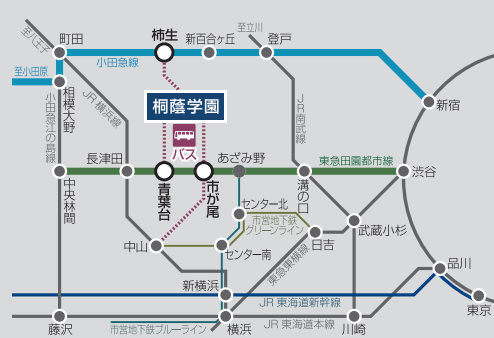 至八王子
町田
柿生
新百合ヶ丘
至立川
登戸
小田急線
至小田原
相模大野
JR横浜線
桐蔭学園
JR南武線
新宿
小田急江の島線
バス
長津田
あざみ野
東急田園都市線
渋谷
中央林間
青葉台
市が尾
溝の口
センター北
市営地下鉄
グリーンライン
武蔵小杉
中山
センター南
日吉
東急東横線
品川
新横浜
JR 東海道新幹線
東京
藤沢
市営地下鉄ブルーライン
横浜
JR 東海道本線
川崎